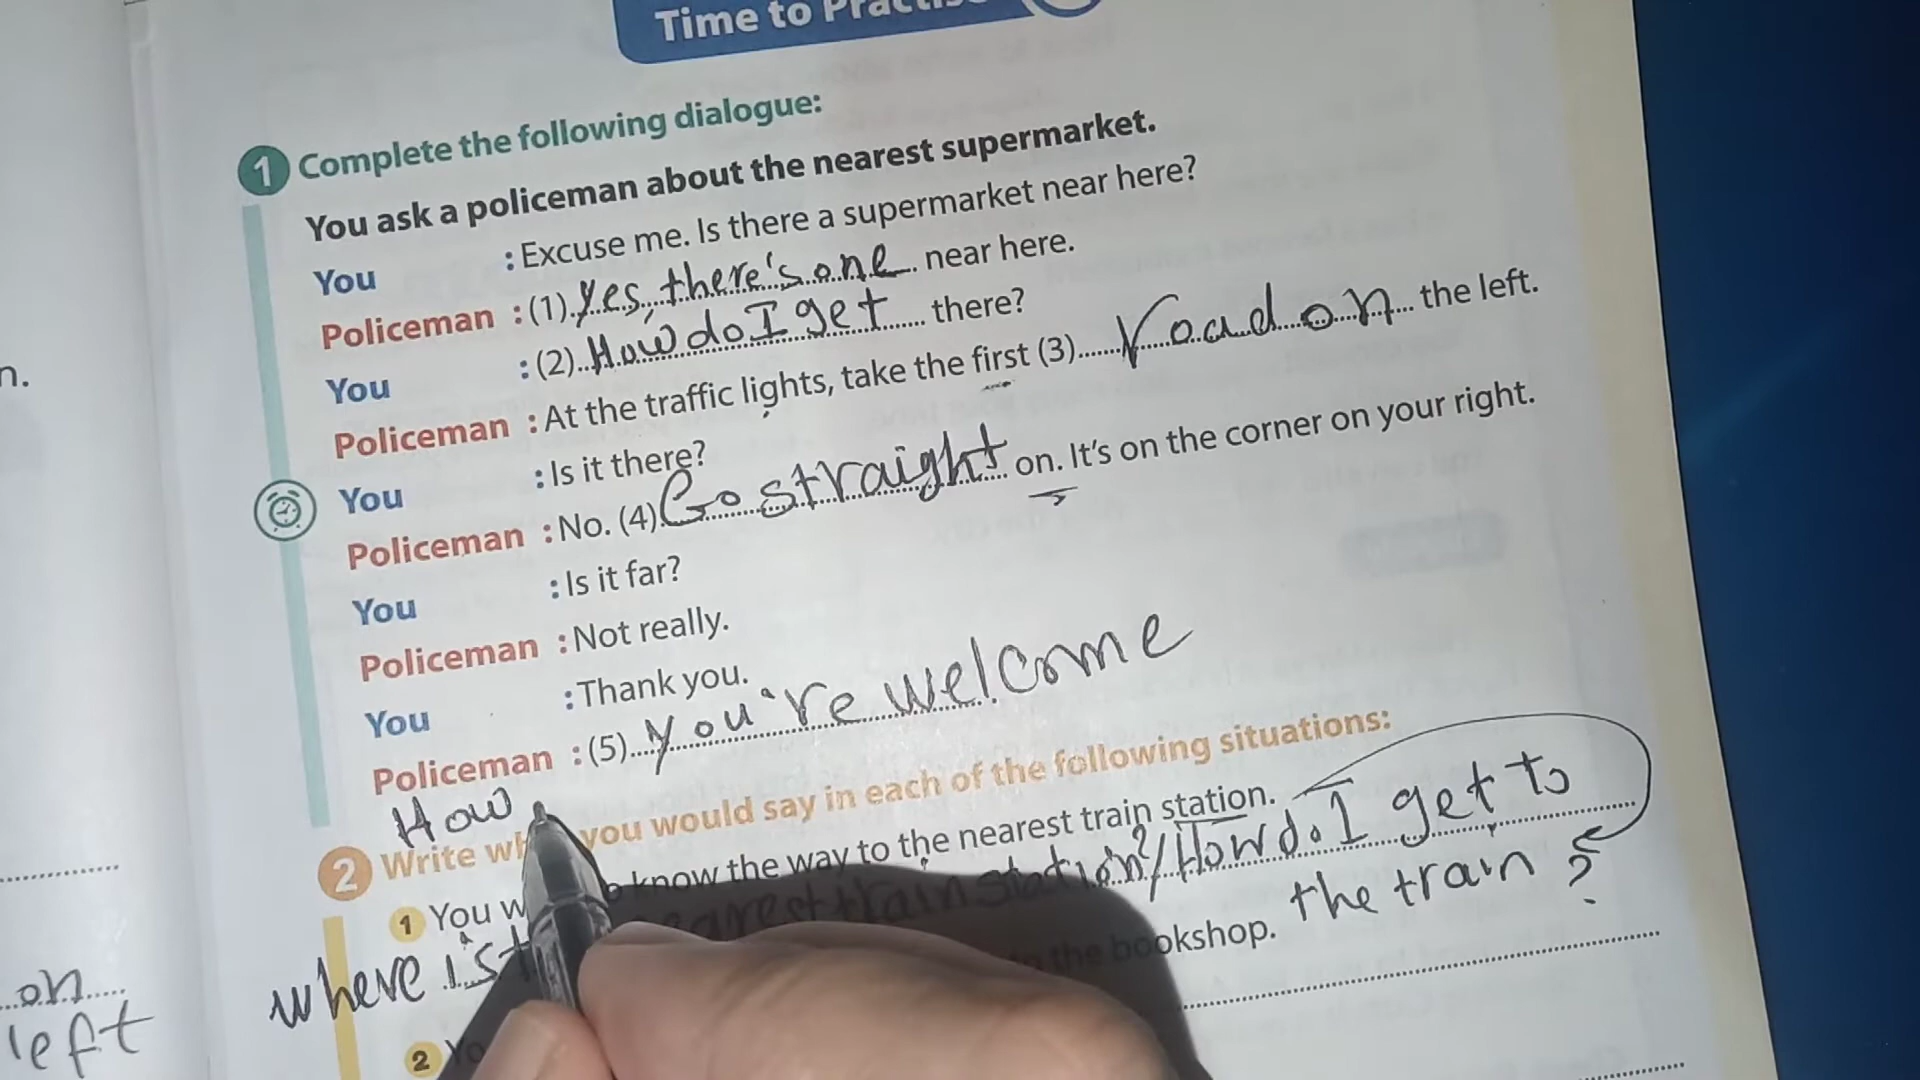 Time to
1 Complete the following dialogue:
You ask a policeman about the nearest supermarket.
You : Excuse me. Is there a supermarket near here?
Policeman : (1) Yes, there's one near here.
You : (2) How do I get there?
Policeman : At the traffic lights, take the first (3) road on the left.
You : Is it there?
Policeman : No. (4) Go straight on. It's on the corner on your right.
You : Is it far?
Policeman : Not really.
You : Thank you.
Policeman : (5) You're welcome
How
2 Write you would say in each of the following situations:
1 You know the way to the nearest train station.
where is train station?/How do I get to
the train ?
the bookshop.
2
n.
on
left